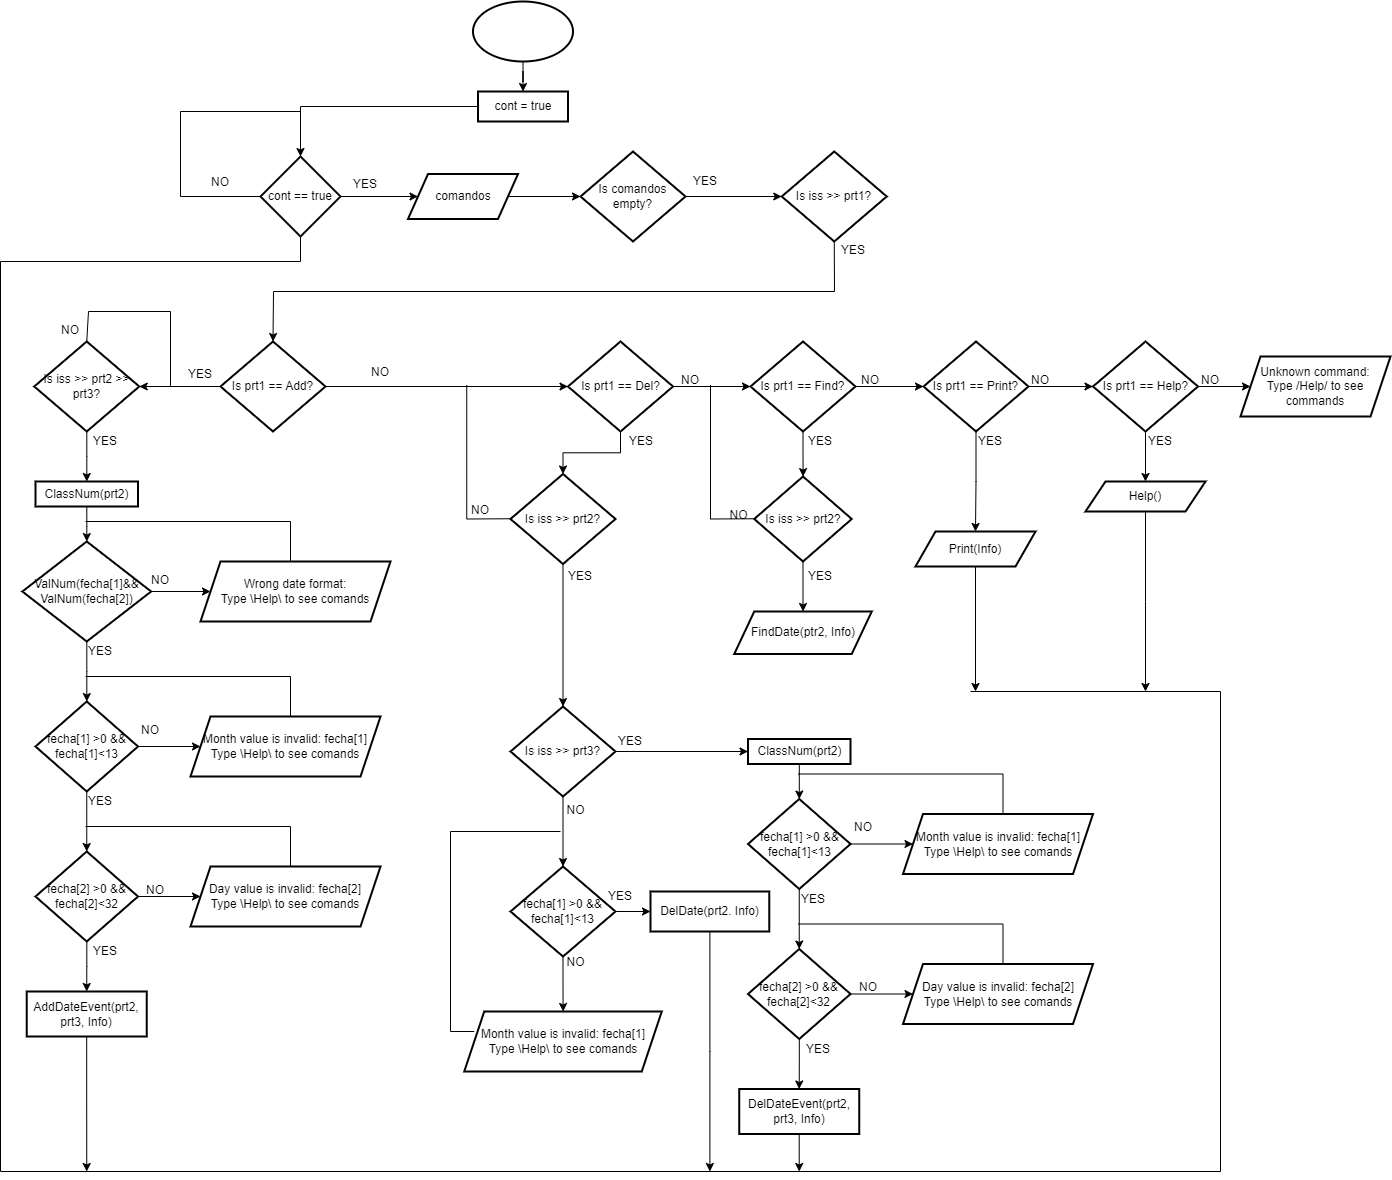 cont = true
NO
cont == true
YES
comandos
Is comandos
empty?
YES
Is iss >> prt1?
YES
NO
Is iss >> prt2 >>
prt3?
YES
Is prt1 == Add?
NO
Is prt1 == Del?
NO
Is prt1 == Find?
NO
Is prt1 == Print?
NO
Is prt1 == Help?
NO
Unknown command:
Type /Help/ to see
commands
YES
YES
YES
YES
YES
ClassNum(prt2)
NO
Is iss >> prt2?
NO
Is iss >> prt2?
Help()
Print(Info)
ValNum(fecha[1]&&
ValNum(fecha[2])
NO
Wrong date format:
Type \Help\ to see comands
YES
YES
FindDate(ptr2, Info)
YES
fecha[1] >0 &&
fecha[1]<13
NO
Month value is invalid: fecha[1]
Type \Help\ to see comands
Is iss >> prt3?
YES
ClassNum(prt2)
YES
NO
fecha[1] >0 &&
fecha[1]<13
NO
Month value is invalid: fecha[1]
Type \Help\ to see comands
fecha[2] >0 &&
fecha[2]<32
NO
Day value is invalid: fecha[2]
Type \Help\ to see comands
fecha[1] >0 &&
fecha[1]<13
YES
DelDate(prt2. Info)
YES
YES
NO
fecha[2] >0 &&
fecha[2]<32
NO
Day value is invalid: fecha[2]
Type \Help\ to see comands
AddDateEvent(prt2,
prt3, Info)
Month value is invalid: fecha[1]
Type \Help\ to see comands
YES
DelDateEvent(prt2,
prt3, Info)